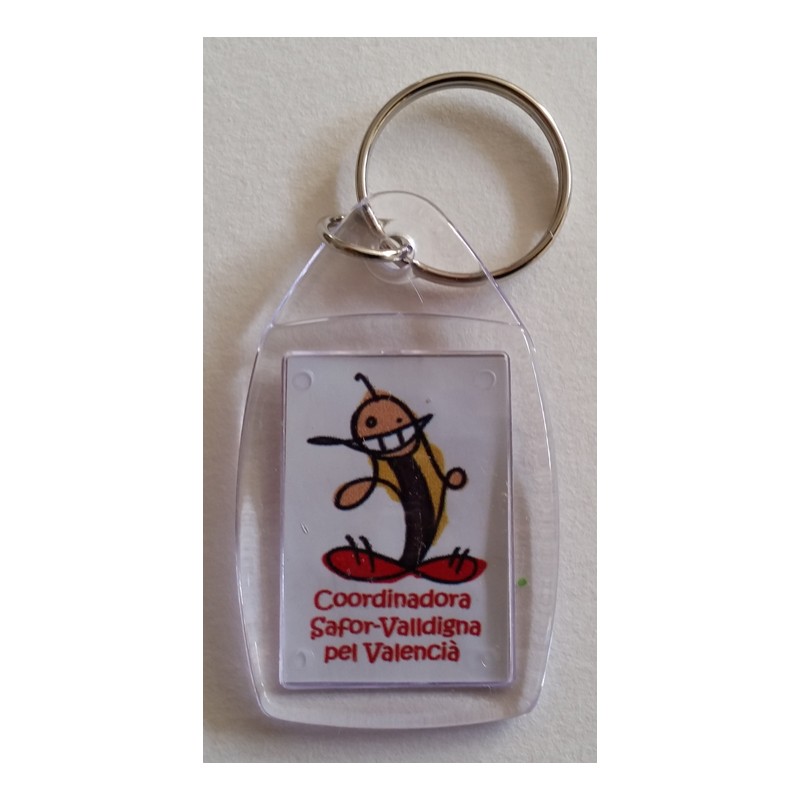 Coordinadora
Safor-Valldigna
pel Valencià